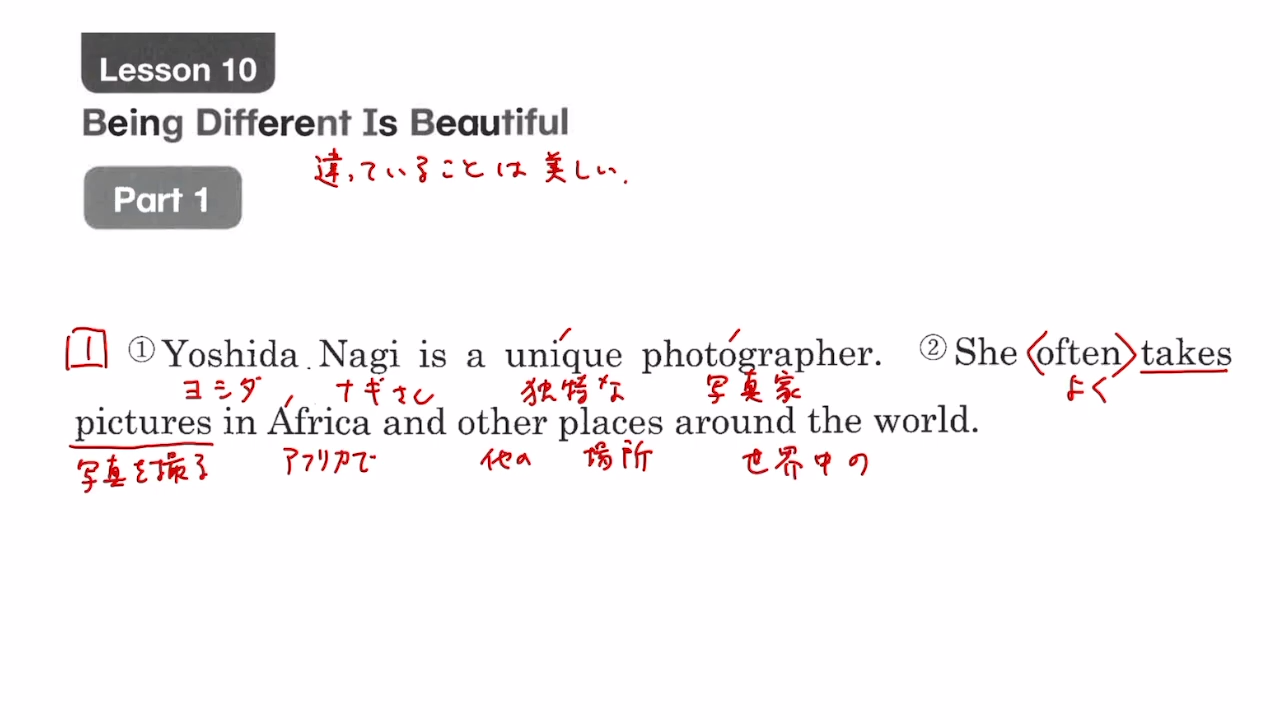 Lesson 10
Being Different Is Beautiful
違っていることは 美しい.
Part 1
1 ① Yoshida Nagi is a unique photographer. ② She <often> takes
ヨシダ ナギさん 独特な 写真家 よく
pictures in Africa and other places around the world.
写真を撮る アフリカで 他の 場所 世界中の